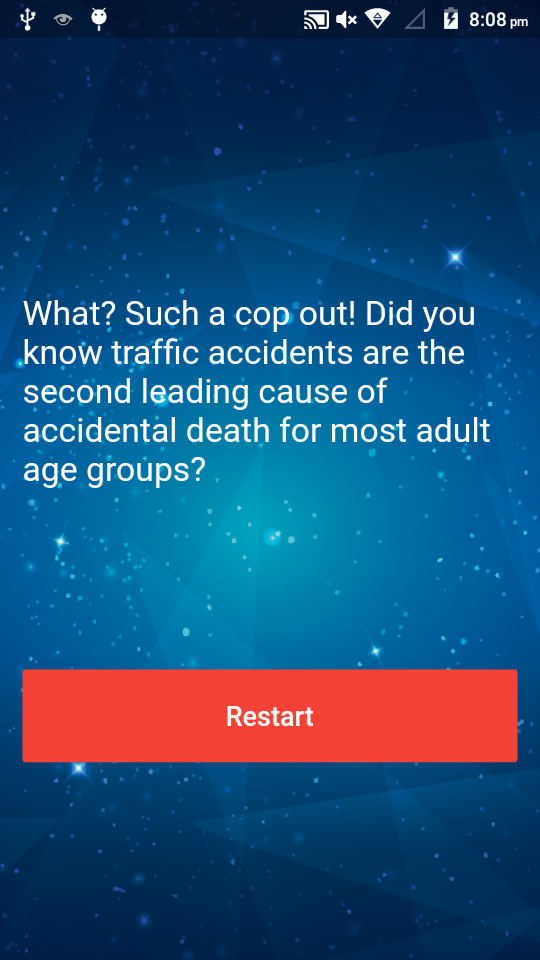 8:08 pm
What? Such a cop out! Did you
know traffic accidents are the
second leading cause of
accidental death for most adult
age groups?
Restart